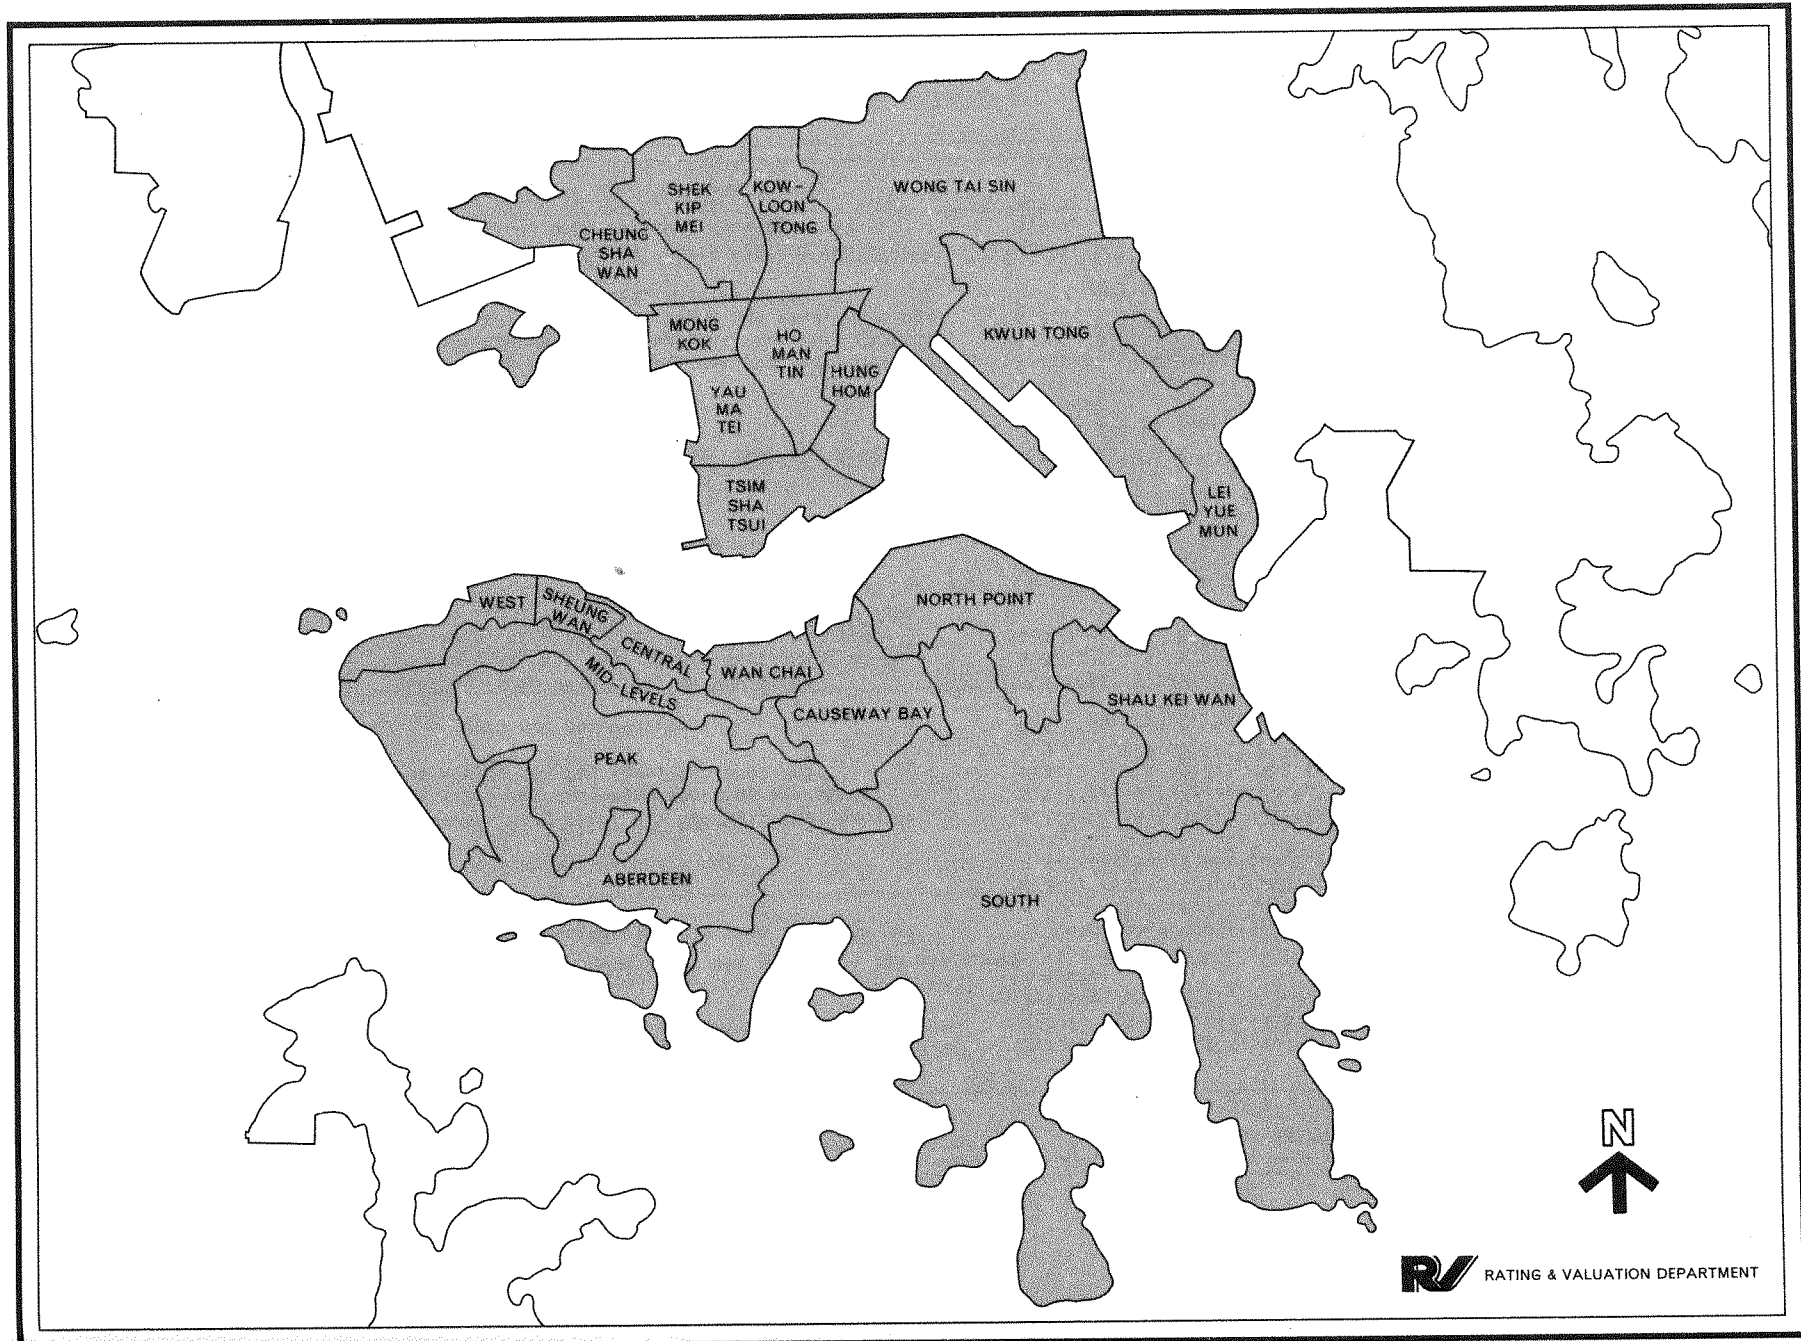 SHEK
KIP
MEI
KOW-
LOON
TONG
WONG TAI SIN
CHEUNG
SHA
WAN
MONG
KOK
HO
MAN
TIN
KWUN TONG
HUNG
HOM
YAU
MA
TEI
TSIM
SHA
TSUI
LEI
YUE
MUN
WEST
SHEUNG
WAN
NORTH POINT
CENTRAL
WAN CHAI
MID-LEVELS
CAUSEWAY BAY
SHAU KEI WAN
PEAK
ABERDEEN
SOUTH
N
RV RATING & VALUATION DEPARTMENT